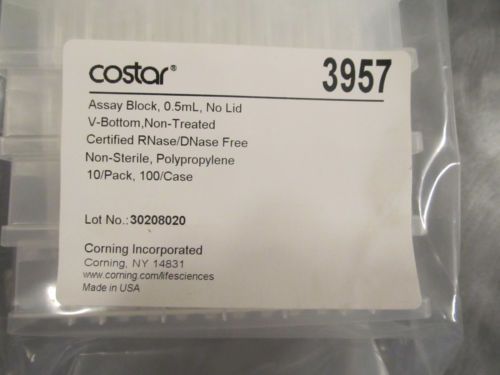 costar® 3957
Assay Block, 0.5mL, No Lid
V-Bottom,Non-Treated
Certified RNase/DNase Free
Non-Sterile, Polypropylene
10/Pack, 100/Case
Lot No.: 30208020
Corning Incorporated
Corning, NY 14831
www.corning.com/lifesciences
Made in USA